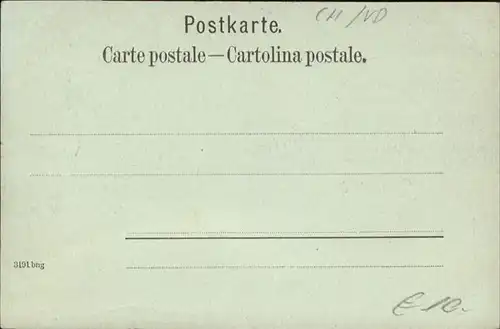 Postkarte. CH/VD
Carte postale—Cartolina postale.
3191 bng
€ 10.